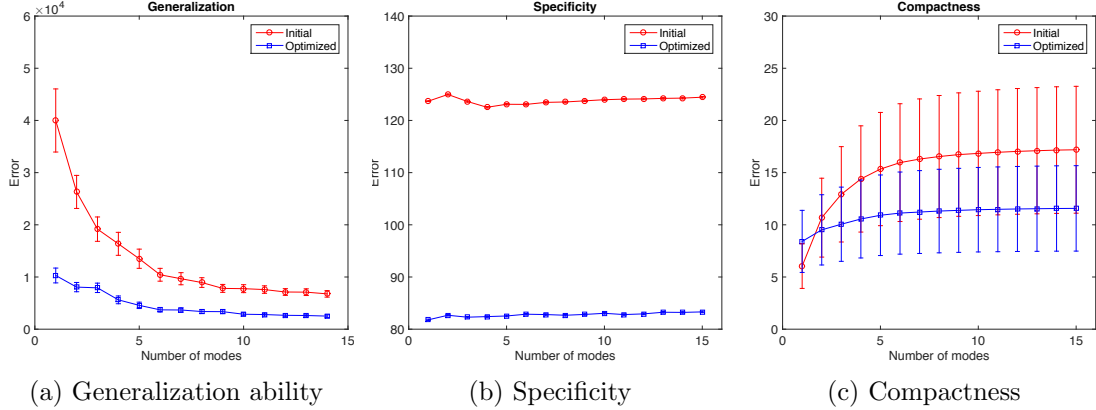 Generalization
×10⁴
6
5
4
3
2
1
0
Error
0
5
10
15
Number of modes
Initial
Optimized
(a) Generalization ability
Specificity
140
130
120
110
100
90
80
Error
0
5
10
15
Number of modes
Initial
Optimized
(b) Specificity
Compactness
30
25
20
15
10
5
0
Error
0
5
10
15
Number of modes
Initial
Optimized
(c) Compactness